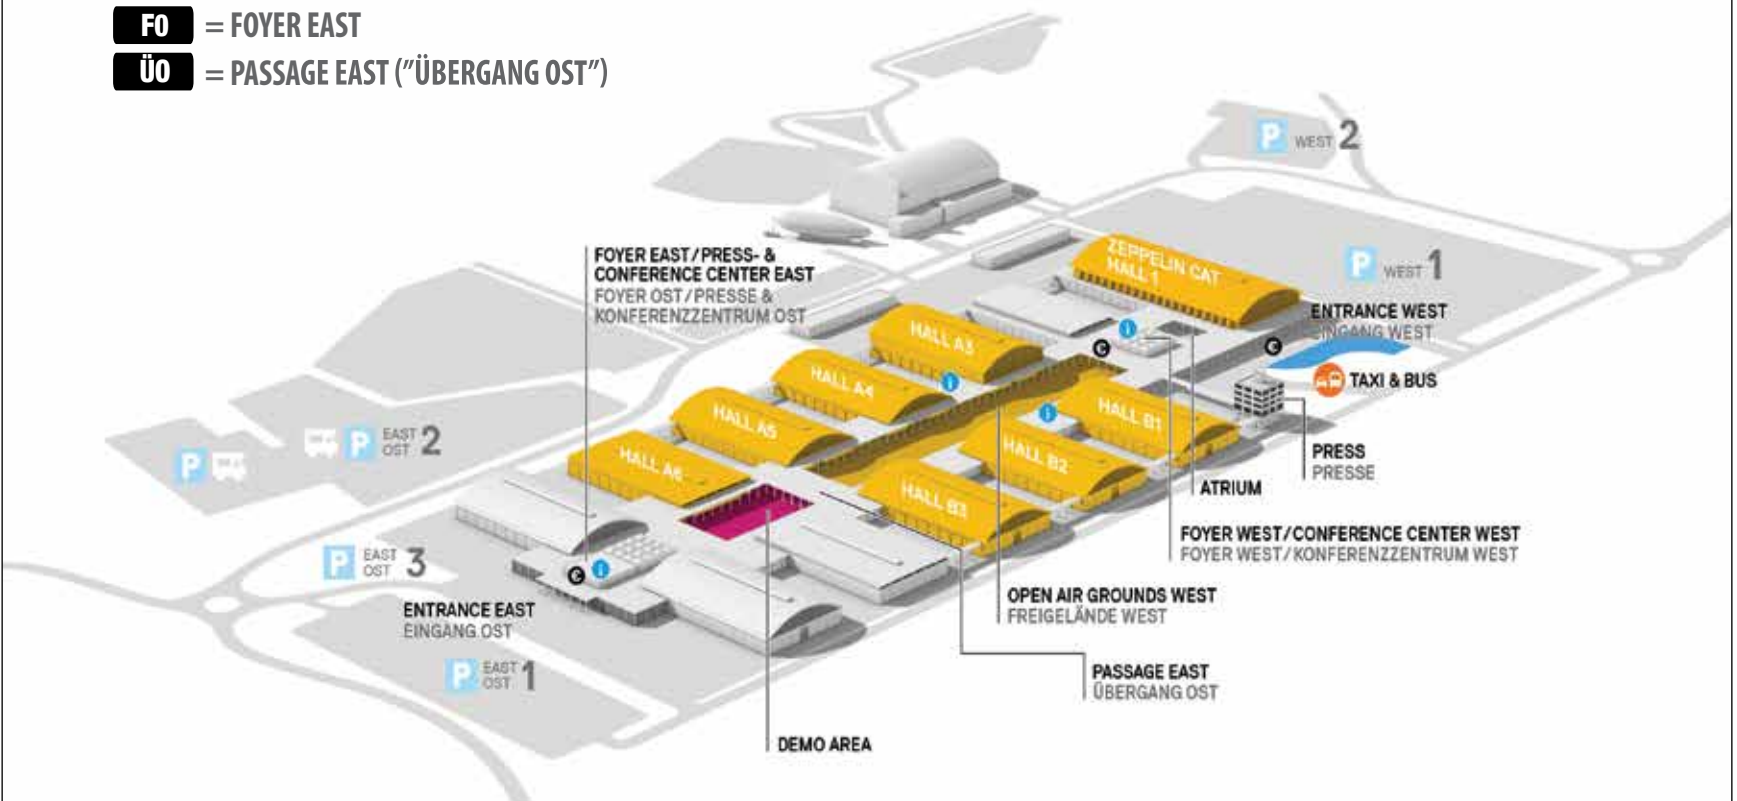 FO = FOYER EAST
ÜO = PASSAGE EAST ("ÜBERGANG OST")
P WEST 2
P WEST 1
ZEPPELIN CAT
HALL 1
ENTRANCE WEST
EINGANG WEST
TAXI & BUS
FOYER EAST/PRESS- &
CONFERENCE CENTER EAST
FOYER OST/PRESSE &
KONFERENZZENTRUM OST
HALL A3
HALL A4
HALL A5
HALL A6
HALL B1
HALL B2
HALL B3
i
i
i
i
€
€
€
PRESS
PRESSE
ATRIUM
FOYER WEST/CONFERENCE CENTER WEST
FOYER WEST/KONFERENZZENTRUM WEST
OPEN AIR GROUNDS WEST
FREIGELÄNDE WEST
PASSAGE EAST
ÜBERGANG OST
DEMO AREA
P
P EAST OST 2
P EAST OST 3
ENTRANCE EAST
EINGANG OST
P EAST OST 1